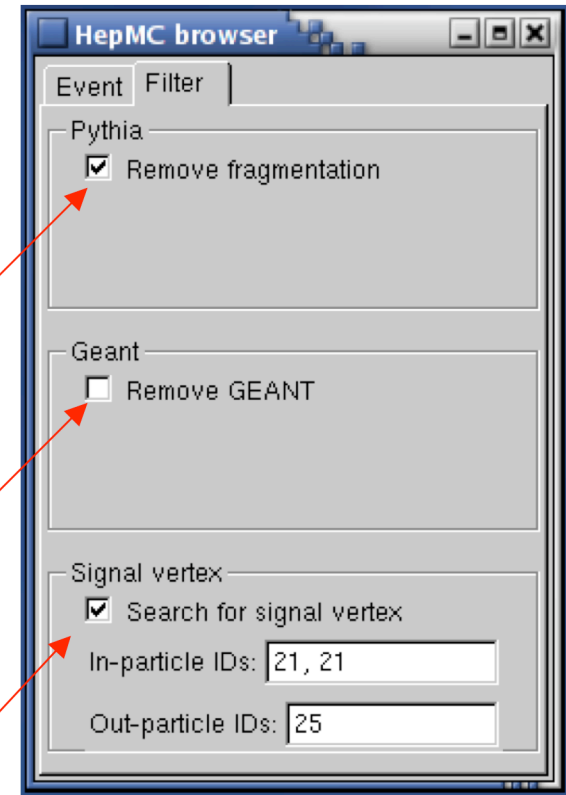 HepMC browser
Event Filter
Pythia
Remove fragmentation
Geant
Remove GEANT
Signal vertex
Search for signal vertex
In-particle IDs: 21, 21
Out-particle IDs: 25